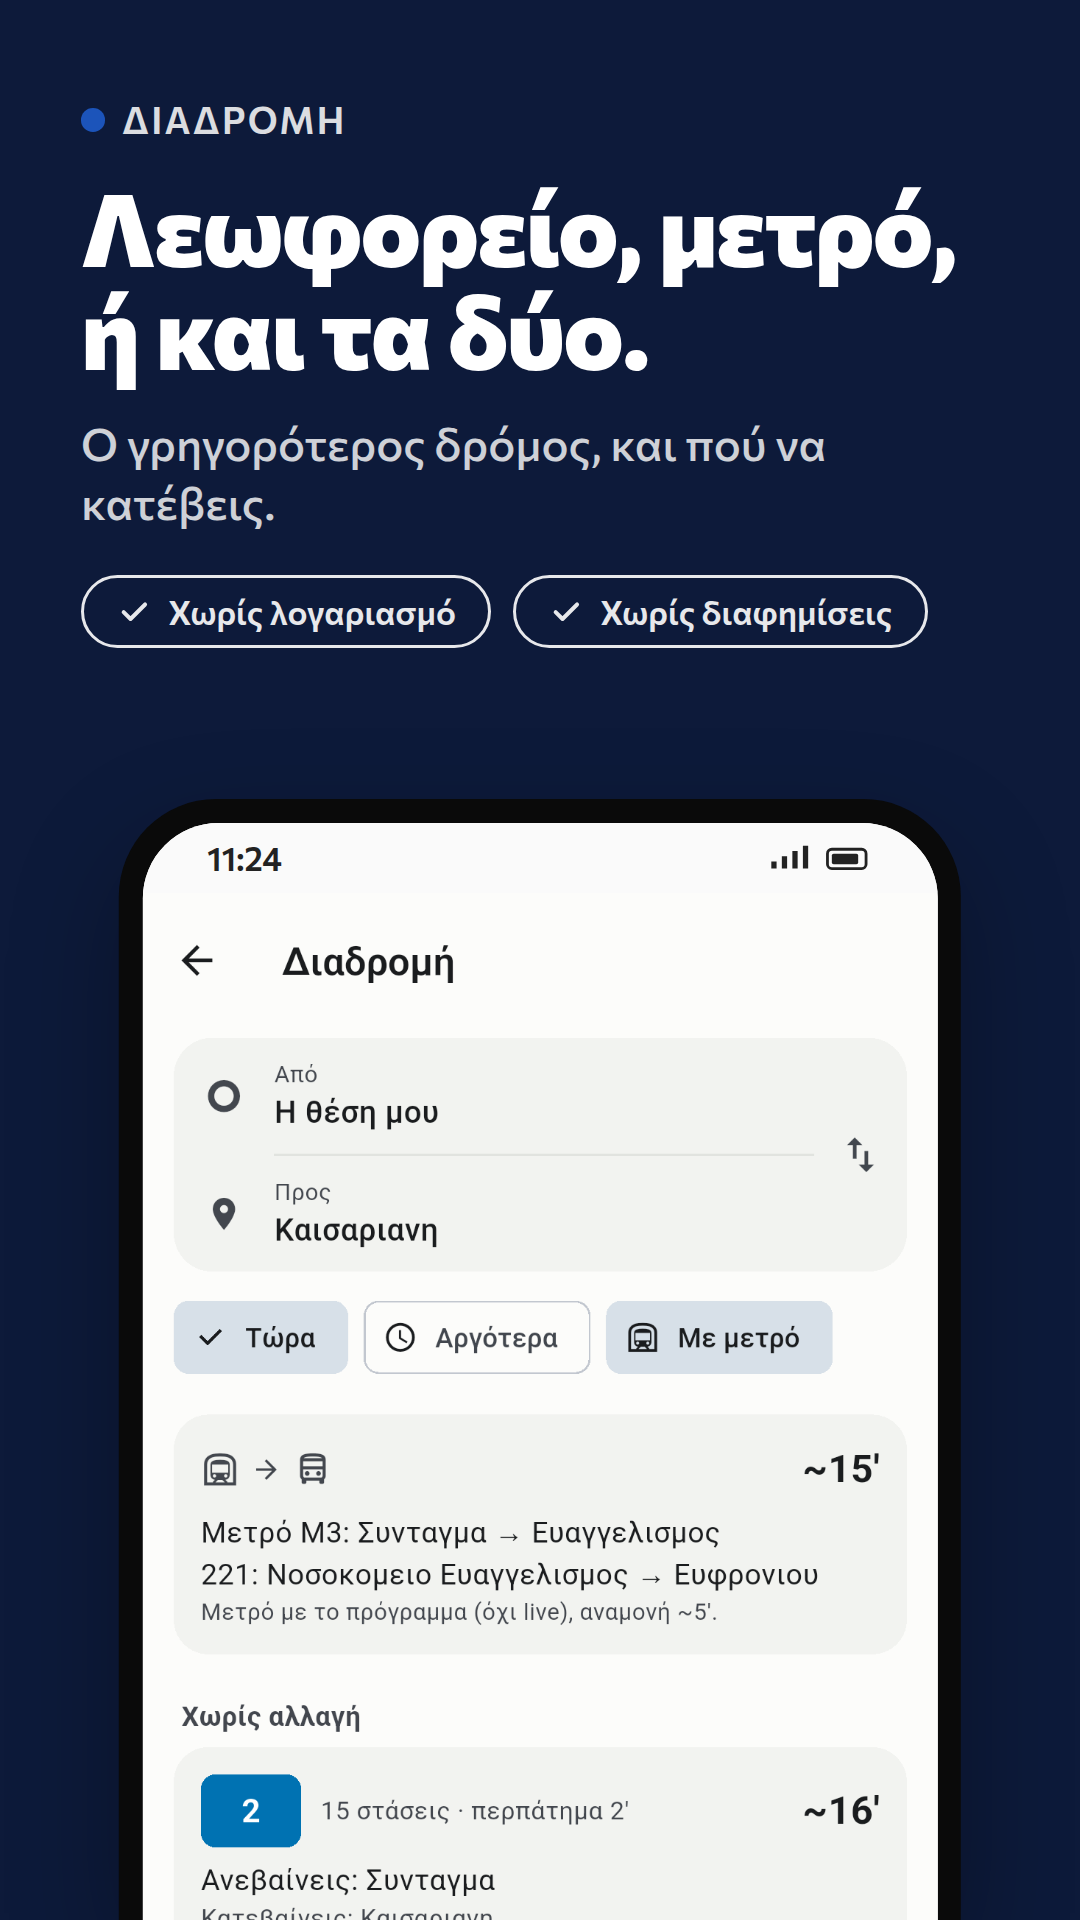 ΔΙΑΔΡΟΜΗ
Λεωφορείο, μετρό,
ή και τα δύο.
Ο γρηγορότερος δρόμος, και πού να
κατέβεις.
Χωρίς λογαριασμό
Χωρίς διαφημίσεις
11:24
Διαδρομή
Από
Η θέση μου
Προς
Καισαριανη
Τώρα
Αργότερα
Με μετρό
~15'
Μετρό Μ3: Συνταγμα → Ευαγγελισμος
221: Νοσοκομειο Ευαγγελισμος → Ευφρονιου
Μετρό με το πρόγραμμα (όχι live), αναμονή ~5'.
Χωρίς αλλαγή
2
15 στάσεις · περπάτημα 2'
~16'
Ανεβαίνεις: Συνταγμα
Κατεβαίνεις: Καισαριανη